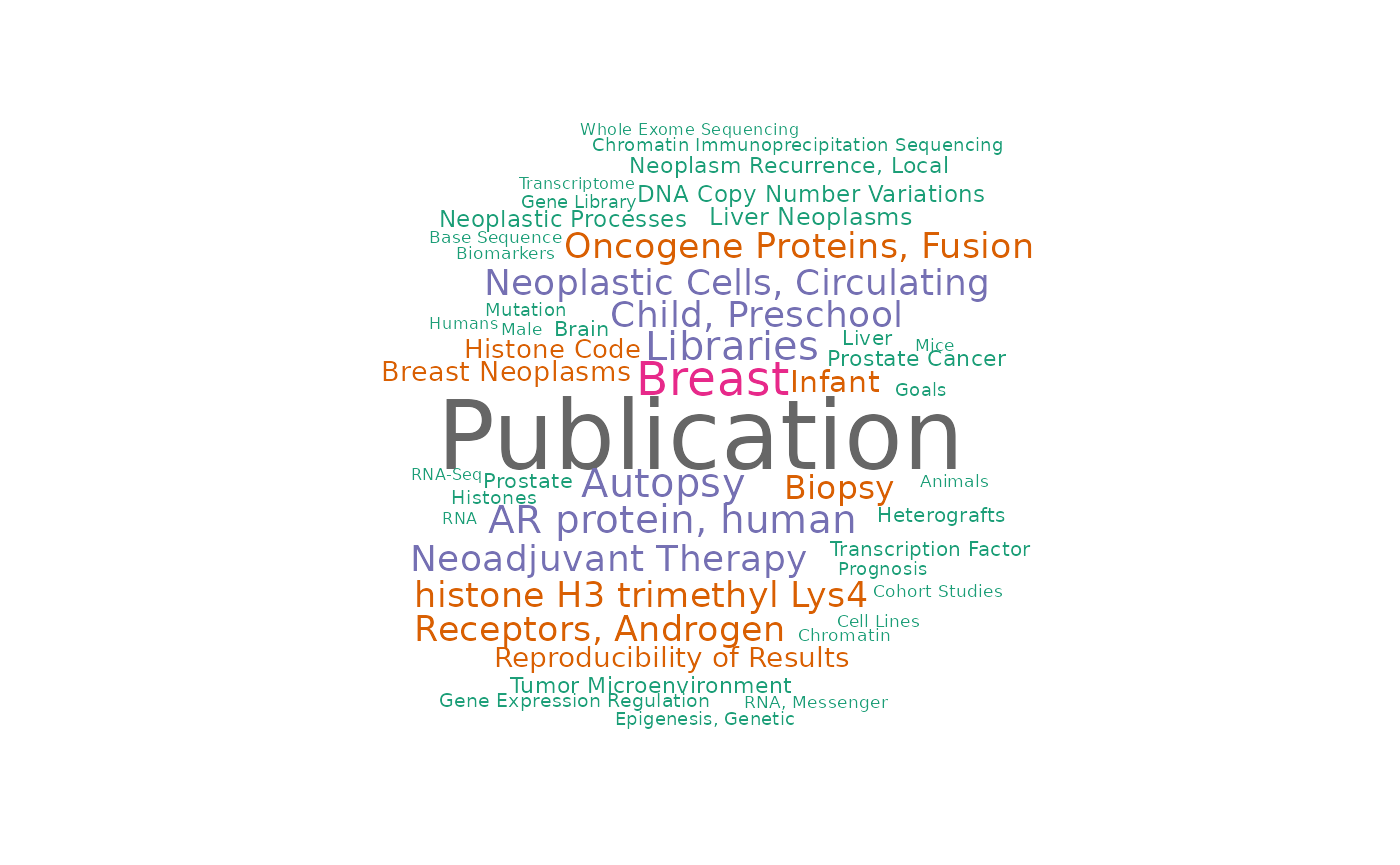 Whole Exome Sequencing
Chromatin Immunoprecipitation Sequencing
Neoplasm Recurrence, Local
Transcriptome
DNA Copy Number Variations
Gene Library
Neoplastic Processes
Liver Neoplasms
Base Sequence
Oncogene Proteins, Fusion
Biomarkers
Neoplastic Cells, Circulating
Mutation
Child, Preschool
Humans
Male
Brain
Libraries
Liver
Mice
Histone Code
Prostate Cancer
Breast Neoplasms
Breast
Infant
Goals
Publication
RNA-Seq
Prostate
Autopsy
Biopsy
Animals
Histones
RNA
AR protein, human
Heterografts
Neoadjuvant Therapy
Transcription Factor
Prognosis
histone H3 trimethyl Lys4
Cohort Studies
Receptors, Androgen
Cell Lines
Chromatin
Reproducibility of Results
Tumor Microenvironment
Gene Expression Regulation
RNA, Messenger
Epigenesis, Genetic